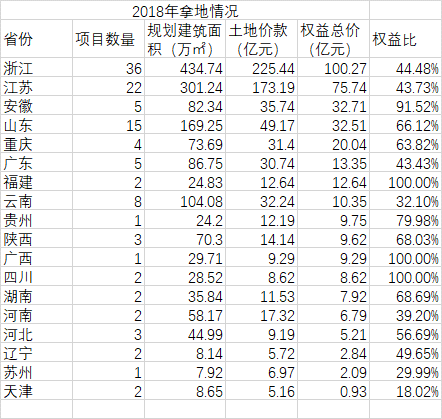 2018年拿地情况
省份 项目数量 规划建筑面积（万㎡） 土地价款（亿元） 权益总价（亿元） 权益比
浙江 36 434.74 225.44 100.27 44.48%
江苏 22 301.24 173.19 75.74 43.73%
安徽 5 82.34 35.74 32.71 91.52%
山东 15 169.25 49.17 32.51 66.12%
重庆 4 73.69 31.4 20.04 63.82%
广东 5 86.75 30.74 13.35 43.43%
福建 2 24.83 12.64 12.64 100.00%
云南 8 104.08 32.24 10.35 32.10%
贵州 1 24.2 12.19 9.75 79.98%
陕西 3 70.3 14.14 9.62 68.03%
广西 1 29.71 9.29 9.29 100.00%
四川 2 28.52 8.62 8.62 100.00%
湖南 2 35.84 11.53 7.92 68.69%
河南 2 58.17 17.32 6.79 39.20%
河北 3 44.99 9.19 5.21 56.69%
辽宁 2 8.14 5.72 2.84 49.65%
苏州 1 7.92 6.97 2.09 29.99%
天津 2 8.65 5.16 0.93 18.02%